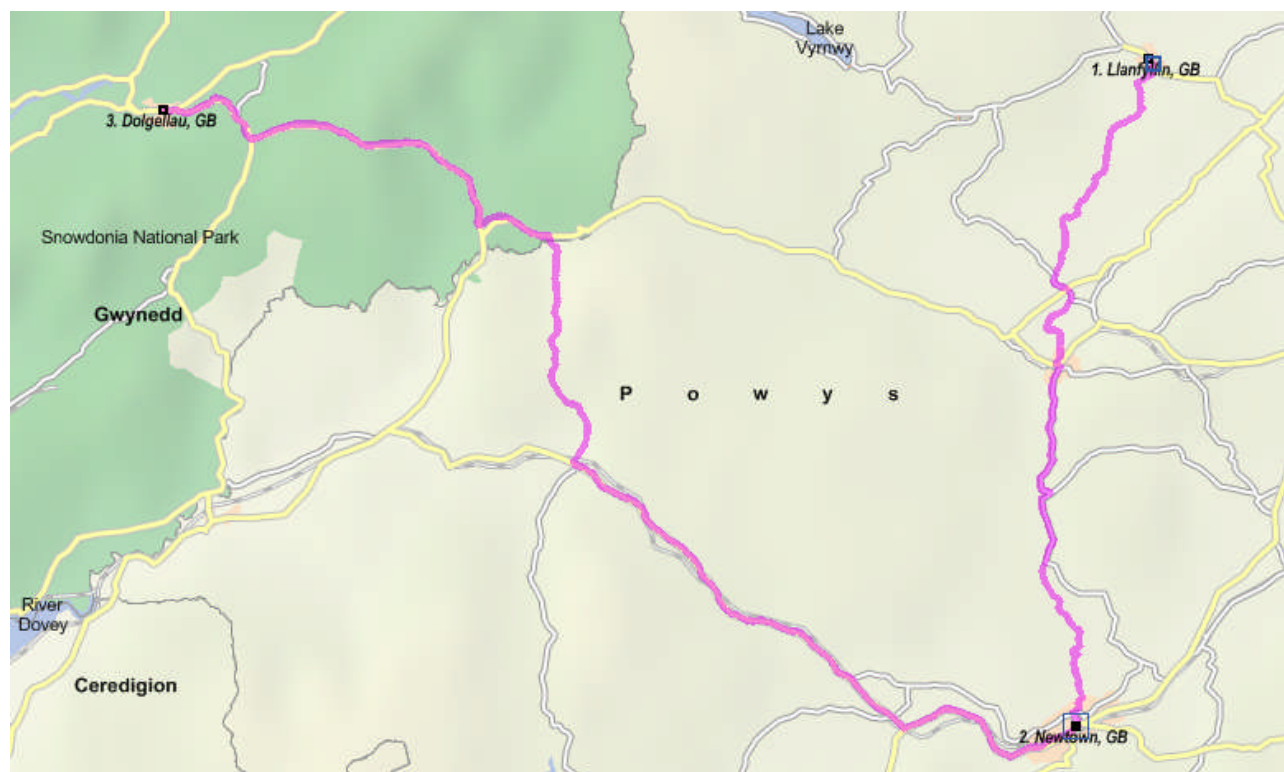 Lake
Vyrnwy
1. Llanfyllin, GB
3. Dolgellau, GB
Snowdonia National Park
Gwynedd
P o w y s
River
Dovey
Ceredigion
2. Newtown, GB